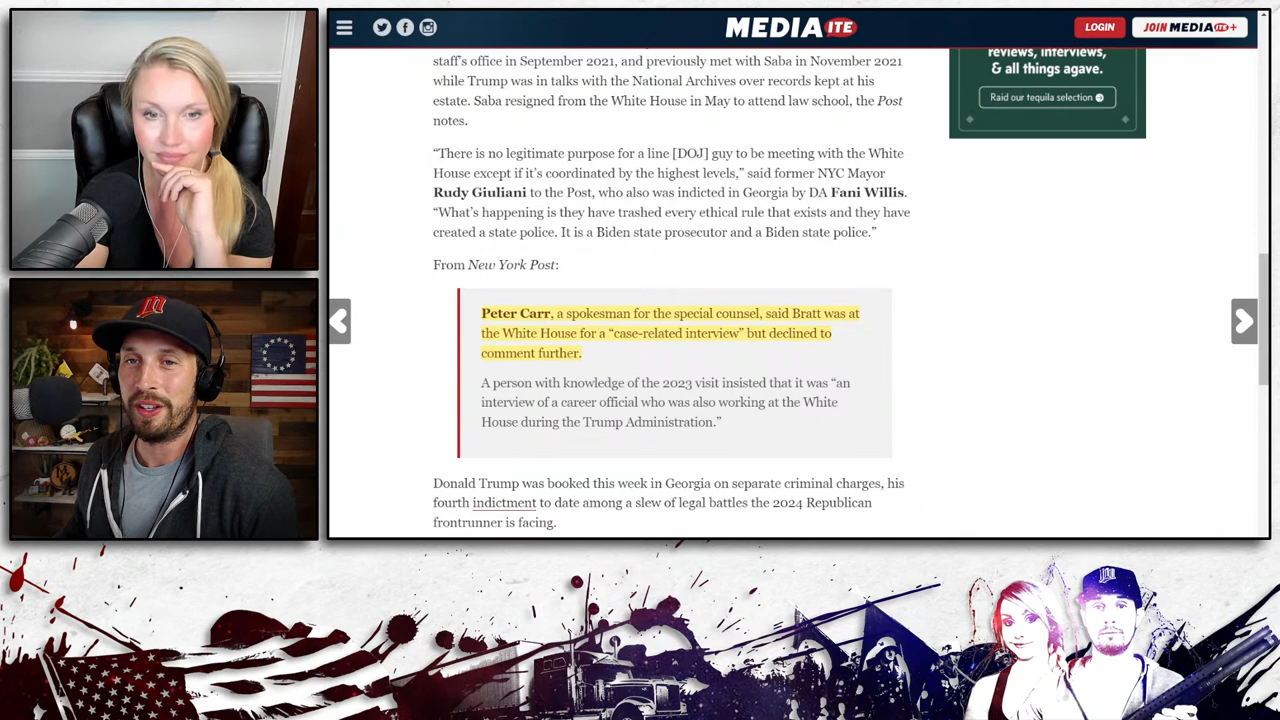 MEDIAITE
LOGIN
JOIN MEDIAITE+
staff's office in September 2021, and previously met with Saba in November 2021
while Trump was in talks with the National Archives over records kept at his
estate. Saba resigned from the White House in May to attend law school, the Post
notes.
“There is no legitimate purpose for a line [DOJ] guy to be meeting with the White
House except if it’s coordinated by the highest levels,” said former NYC Mayor
Rudy Giuliani to the Post, who also was indicted in Georgia by DA Fani Willis.
“What’s happening is they have trashed every ethical rule that exists and they have
created a state police. It is a Biden state prosecutor and a Biden state police.”
From New York Post:
Peter Carr, a spokesman for the special counsel, said Bratt was at
the White House for a “case-related interview” but declined to
comment further.
A person with knowledge of the 2023 visit insisted that it was “an
interview of a career official who was also working at the White
House during the Trump Administration.”
Donald Trump was booked this week in Georgia on separate criminal charges, his
fourth indictment to date among a slew of legal battles the 2024 Republican
frontrunner is facing.
reviews, interviews,
& all things agave.
Raid our tequila selection